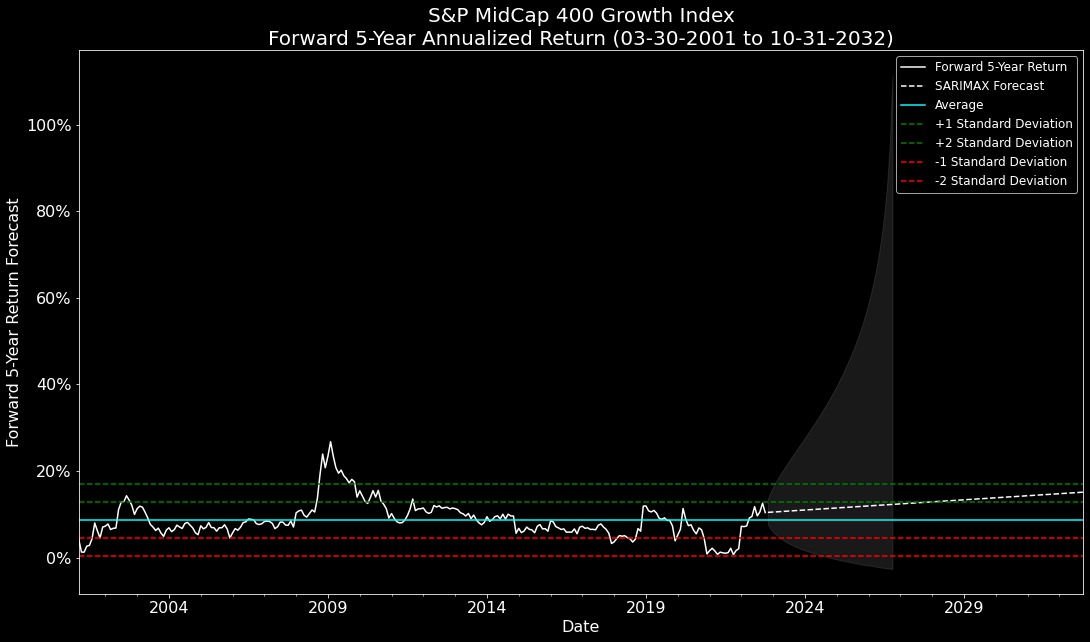 S&P MidCap 400 Growth Index
Forward 5-Year Annualized Return (03-30-2001 to 10-31-2032)
Forward 5-Year Return
SARIMAX Forecast
Average
+1 Standard Deviation
+2 Standard Deviation
-1 Standard Deviation
-2 Standard Deviation
Forward 5-Year Return Forecast
100%
80%
60%
40%
20%
0%
2004 2009 2014 2019 2024 2029
Date